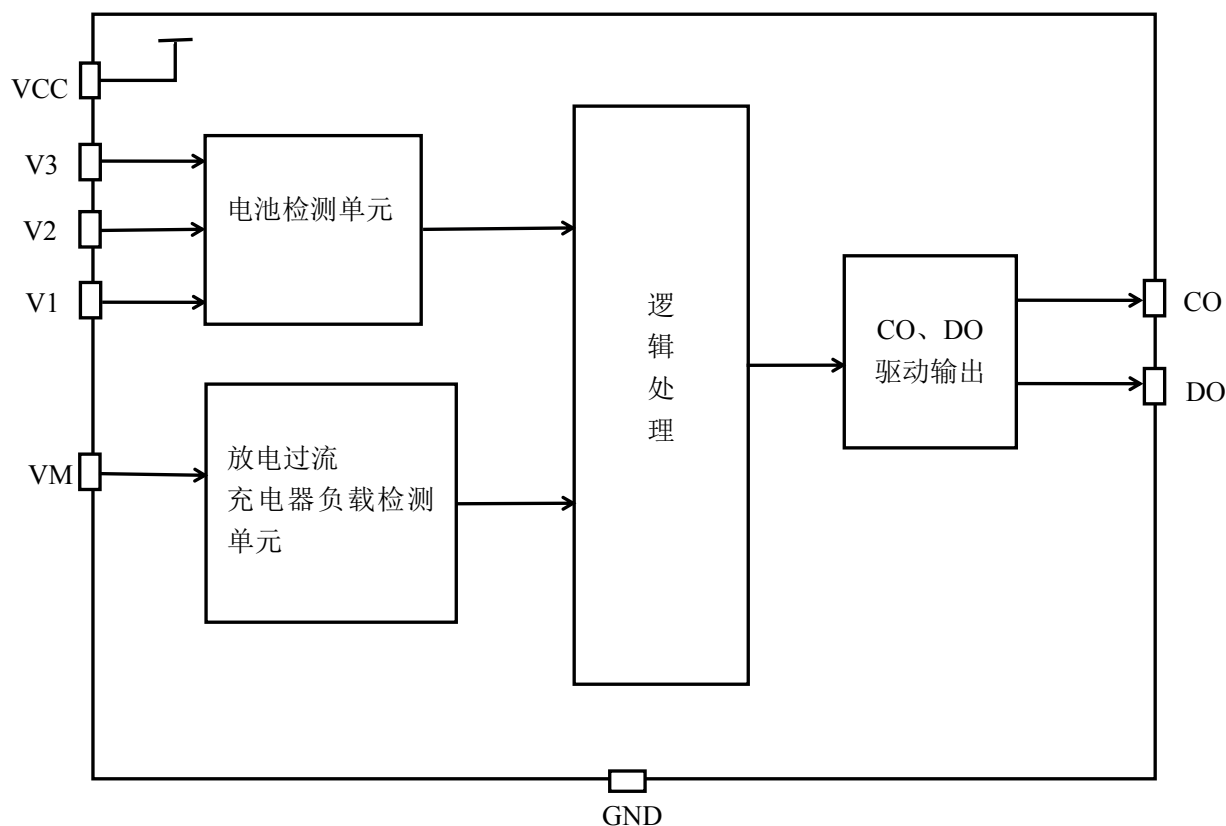 VCC
V3
V2
V1
VM
电池检测单元
放电过流
充电器负载检测
单元
逻
辑
处
理
CO、DO
驱动输出
CO
DO
GND